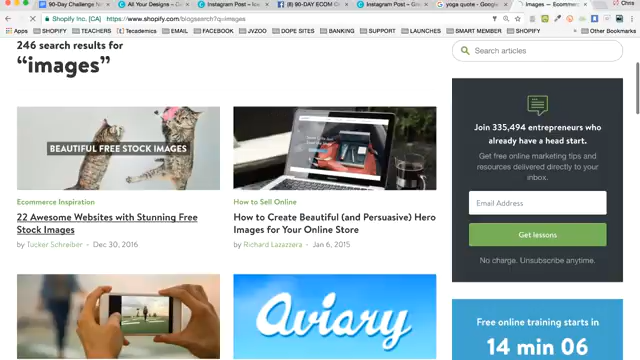 90-Day Challenge f
All Your Designs – C
Instagram Post – 
(8) 90-DAY ECOM C
Instagram Post – 
yoga quote - Goog
images — Ecomme
Chris
Shopify Inc. [CA]
https://www.shopify.com/blogsearch?q=images
Apps
SHOPIFY
TEACHERS
Tecademics
EMAIL
FACEBOOK
JVZOO
DOPE SITES
BANKING
SUPPORT
LAUNCHES
SMART MEMBER
SHOPIFY
Other Bookmarks
246 search results for
“images”
Search articles
BEAUTIFUL FREE STOCK IMAGES
Ecommerce Inspiration
22 Awesome Websites with Stunning Free
Stock Images
by Tucker Schreiber - Dec 30, 2016
How to Sell Online
How to Create Beautiful (and Persuasive) Hero
Images for Your Online Store
by Richard Lazazzera - Jan 6, 2015
Join 335,494 entrepreneurs who
already have a head start.
Get free online marketing tips and
resources delivered directly to your
inbox.
Email Address
Get lessons
No charge. Unsubscribe anytime.
Aviary
Free online training starts in
14 min 06